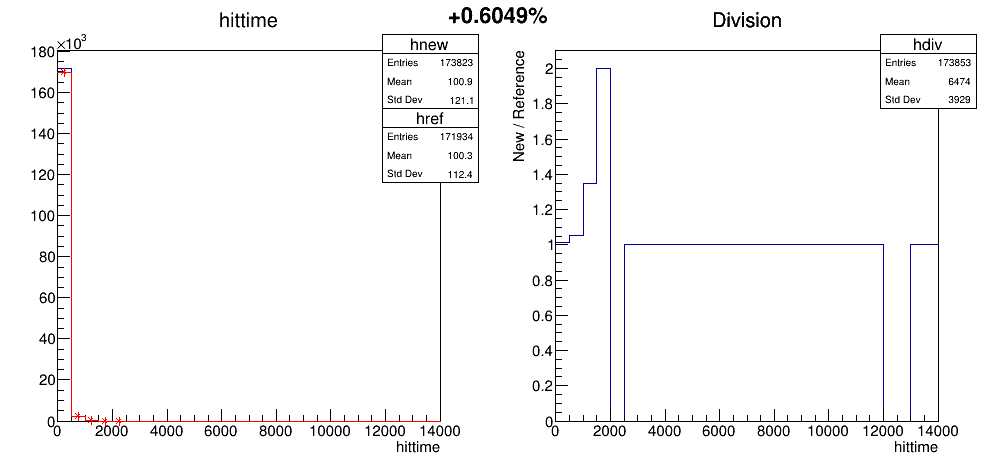 +0.6049%
hittime
×10³
180
160
140
120
100
80
60
40
20
0
0 2000 4000 6000 8000 10000 12000 14000
hittime
hnew
Entries 173823
Mean 100.9
Std Dev 121.1
href
Entries 171934
Mean 100.3
Std Dev 112.4
Division
New / Reference
2
1.8
1.6
1.4
1.2
1
0.8
0.6
0.4
0.2
0
0 2000 4000 6000 8000 10000 12000 14000
hittime
hdiv
Entries 173853
Mean 6474
Std Dev 3929